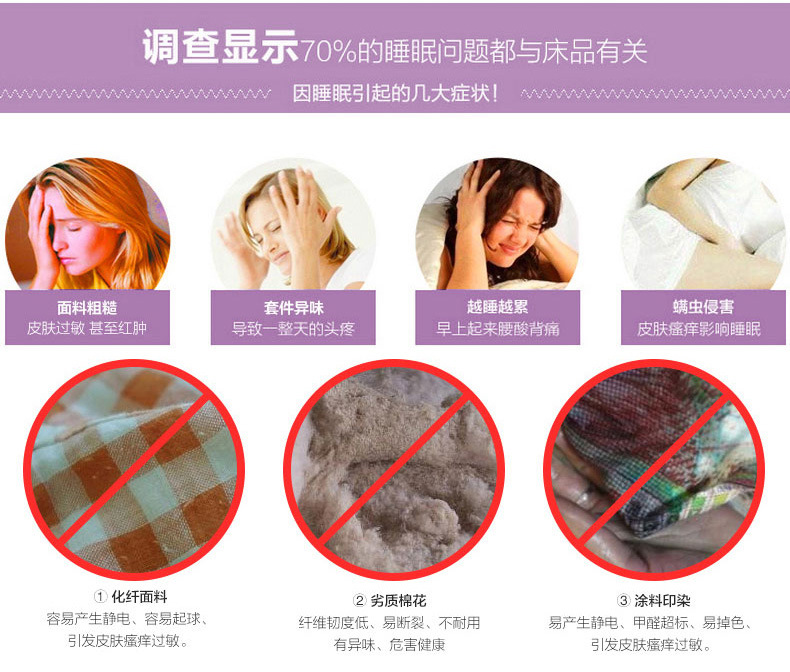 调查显示70%的睡眠问题都与床品有关
因睡眠引起的几大症状！
面料粗糙
皮肤过敏 甚至红肿
套件异味
导致一整天的头疼
越睡越累
早上起来腰酸背痛
螨虫侵害
皮肤瘙痒影响睡眠
① 化纤面料
容易产生静电、容易起球、
引发皮肤瘙痒过敏。
② 劣质棉花
纤维韧度低、易断裂、不耐用
有异味、危害健康
③ 涂料印染
易产生静电、甲醛超标、易掉色、
引发皮肤瘙痒过敏。